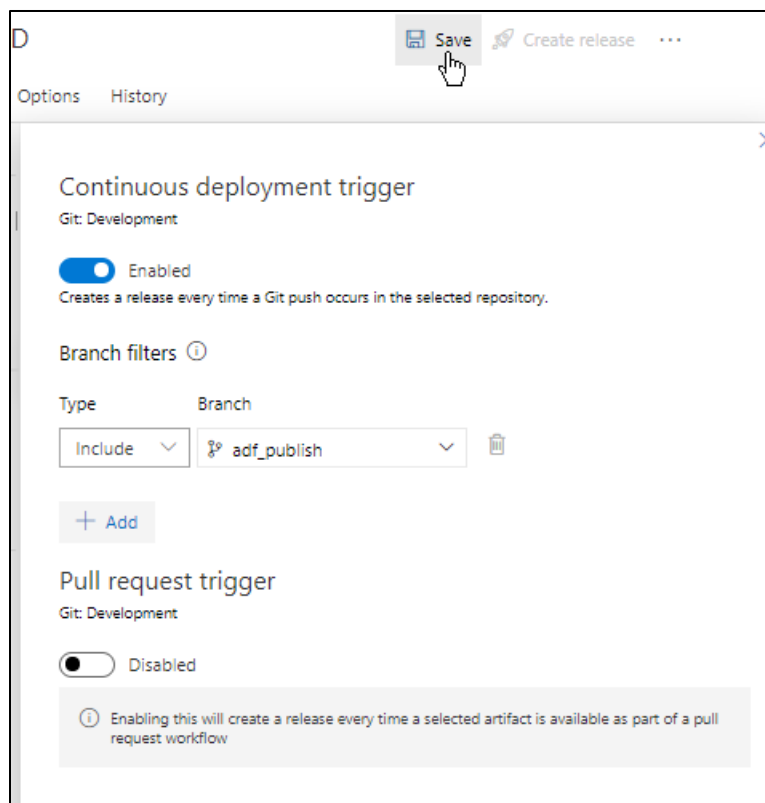 D
Save Create release ...
Options History
Continuous deployment trigger
Git: Development
Enabled
Creates a release every time a Git push occurs in the selected repository.
Branch filters
Type Branch
Include adf_publish
+ Add
Pull request trigger
Git: Development
Disabled
Enabling this will create a release every time a selected artifact is available as part of a pull
request workflow